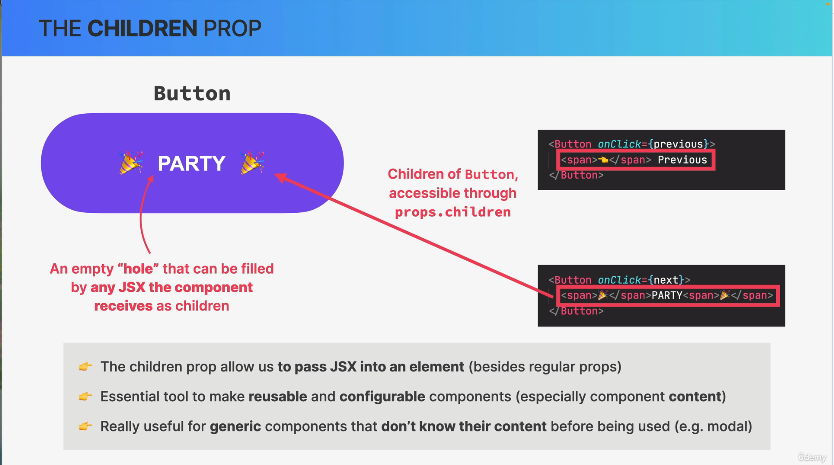 THE CHILDREN PROP
Button
🎉 PARTY 🎉
An empty “hole” that can be filled
by any JSX the component
receives as children
Children of Button,
accessible through
props.children
<Button onClick={previous}>
<span>👈</span> Previous
</Button>
<Button onClick={next}>
<span>🎉</span>PARTY<span>🎉</span>
</Button>
👉 The children prop allow us to pass JSX into an element (besides regular props)
👉 Essential tool to make reusable and configurable components (especially component content)
👉 Really useful for generic components that don’t know their content before being used (e.g. modal)
ûdemy